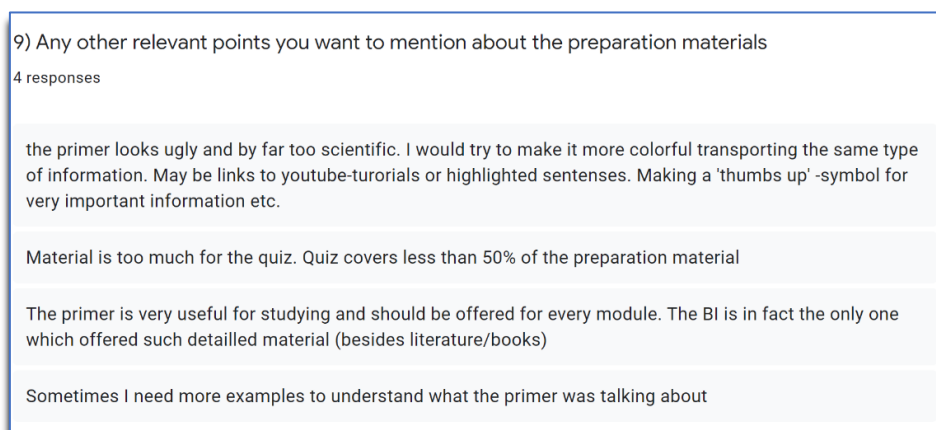 9) Any other relevant points you want to mention about the preparation materials
4 responses
the primer looks ugly and by far too scientific. I would try to make it more colorful transporting the same type
of information. May be links to youtube-turorials or highlighted sentenses. Making a 'thumbs up' -symbol for
very important information etc.
Material is too much for the quiz. Quiz covers less than 50% of the preparation material
The primer is very useful for studying and should be offered for every module. The BI is in fact the only one
which offered such detailled material (besides literature/books)
Sometimes I need more examples to understand what the primer was talking about